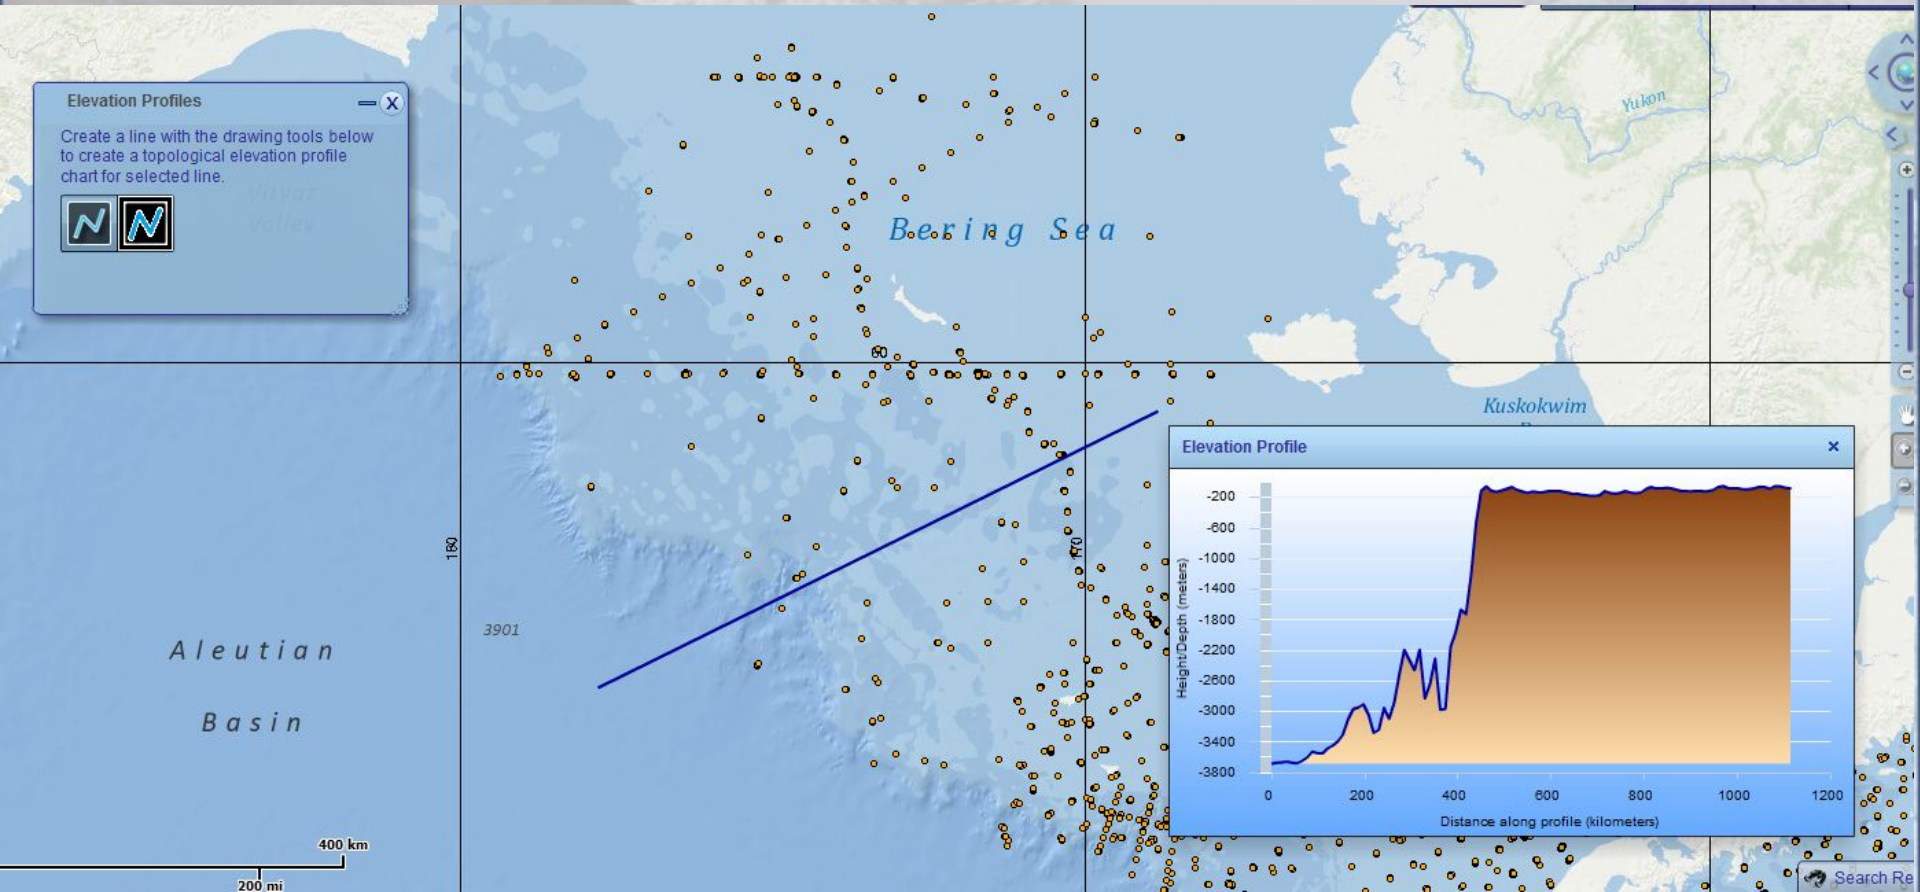 Elevation Profiles
X
Create a line with the drawing tools below
to create a topological elevation profile
chart for selected line.
Vityaz
Valley
Yukon
Bering Sea
60
Kuskokwim
180
170
3901
Aleutian
Basin
400 km
200 mi
Elevation Profile
×
Height/Depth (meters)
-200
-600
-1000
-1400
-1800
-2200
-2600
-3000
-3400
-3800
0 200 400 600 800 1000 1200
Distance along profile (kilometers)
Search Re